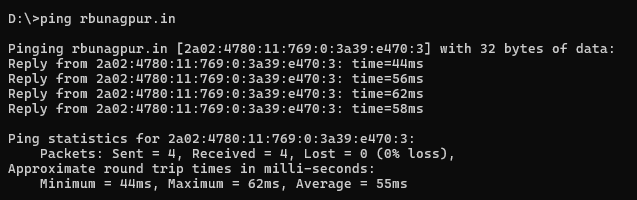 D:\>ping rbunagpur.in
Pinging rbunagpur.in [2a02:4780:11:769:0:3a39:e470:3] with 32 bytes of data:
Reply from 2a02:4780:11:769:0:3a39:e470:3: time=44ms
Reply from 2a02:4780:11:769:0:3a39:e470:3: time=56ms
Reply from 2a02:4780:11:769:0:3a39:e470:3: time=62ms
Reply from 2a02:4780:11:769:0:3a39:e470:3: time=58ms
Ping statistics for 2a02:4780:11:769:0:3a39:e470:3:
    Packets: Sent = 4, Received = 4, Lost = 0 (0% loss),
Approximate round trip times in milli-seconds:
    Minimum = 44ms, Maximum = 62ms, Average = 55ms